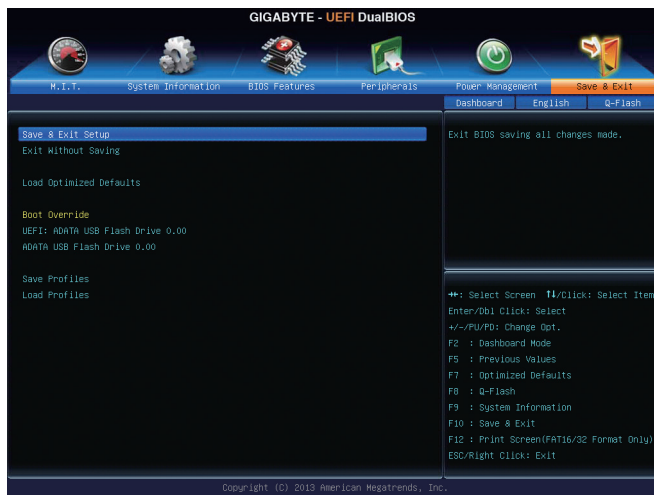 GIGABYTE - UEFI DualBIOS
M.I.T.
System Information
BIOS Features
Peripherals
Power Management
Save & Exit
Dashboard
English
Q-Flash
Save & Exit Setup
Exit Without Saving
Load Optimized Defaults
Boot Override
UEFI: ADATA USB Flash Drive 0.00
ADATA USB Flash Drive 0.00
Save Profiles
Load Profiles
Exit BIOS saving all changes made.
→←: Select Screen ↑↓/Click: Select Item
Enter/Dbl Click: Select
+/-/PU/PD: Change Opt.
F2 : Dashboard Mode
F5 : Previous Values
F7 : Optimized Defaults
F8 : Q-Flash
F9 : System Information
F10 : Save & Exit
F12 : Print Screen(FAT16/32 Format Only)
ESC/Right Click: Exit
Copyright (C) 2013 American Megatrends, Inc.